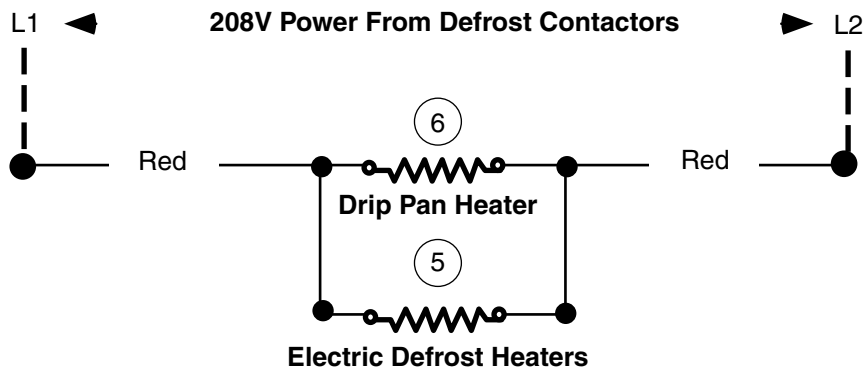 L1 208V Power From Defrost Contactors L2
6
Red Red
Drip Pan Heater
5
Electric Defrost Heaters